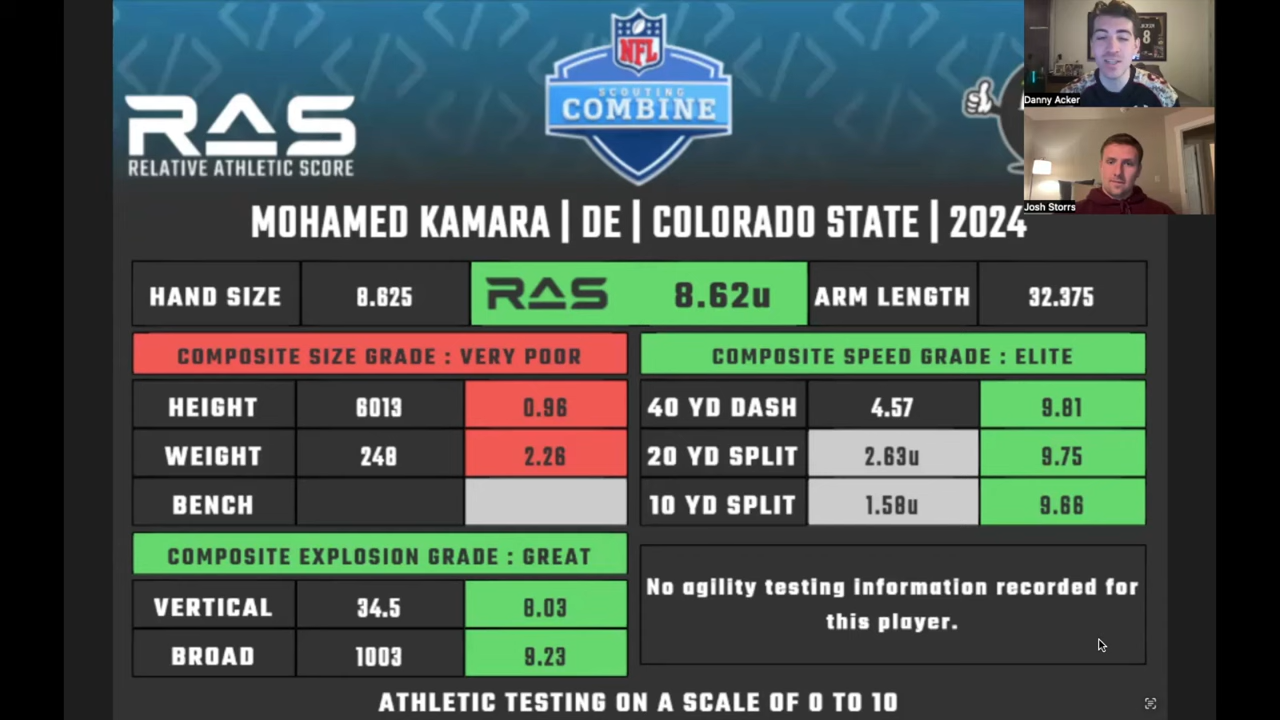 NFL
SCOUTING
COMBINE
RAS
RELATIVE ATHLETIC SCORE
8
Danny Acker
Josh Storrs
MOHAMED KAMARA | DE | COLORADO STATE | 2024
HAND SIZE 8.625 RAS 8.62u ARM LENGTH 32.375
COMPOSITE SIZE GRADE : VERY POOR
HEIGHT 6013 0.96
WEIGHT 248 2.26
BENCH
COMPOSITE SPEED GRADE : ELITE
40 YD DASH 4.57 9.81
20 YD SPLIT 2.63u 9.75
10 YD SPLIT 1.58u 9.66
COMPOSITE EXPLOSION GRADE : GREAT
VERTICAL 34.5 8.03
BROAD 1003 9.23
No agility testing information recorded for
this player.
ATHLETIC TESTING ON A SCALE OF 0 TO 10